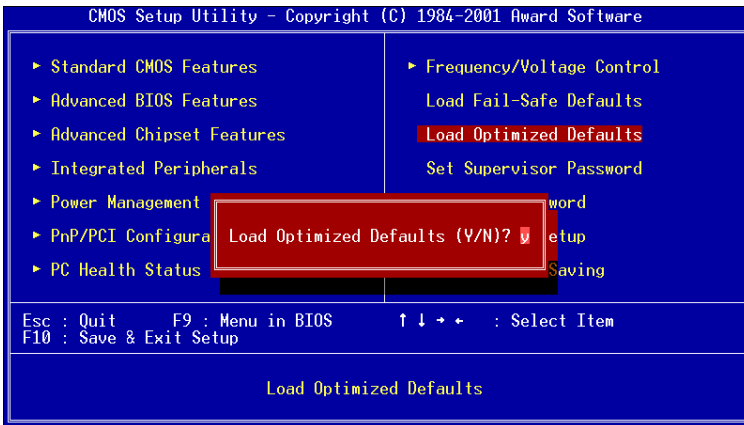 CMOS Setup Utility - Copyright (C) 1984-2001 Award Software
► Standard CMOS Features
► Advanced BIOS Features
► Advanced Chipset Features
► Integrated Peripherals
► Power Management
► PnP/PCI Configura
► PC Health Status
► Frequency/Voltage Control
Load Fail-Safe Defaults
Load Optimized Defaults
Set Supervisor Password
word
etup
Saving
Load Optimized Defaults (Y/N)? y
Esc : Quit F9 : Menu in BIOS ↑ ↓ → ← : Select Item
F10 : Save & Exit Setup
Load Optimized Defaults